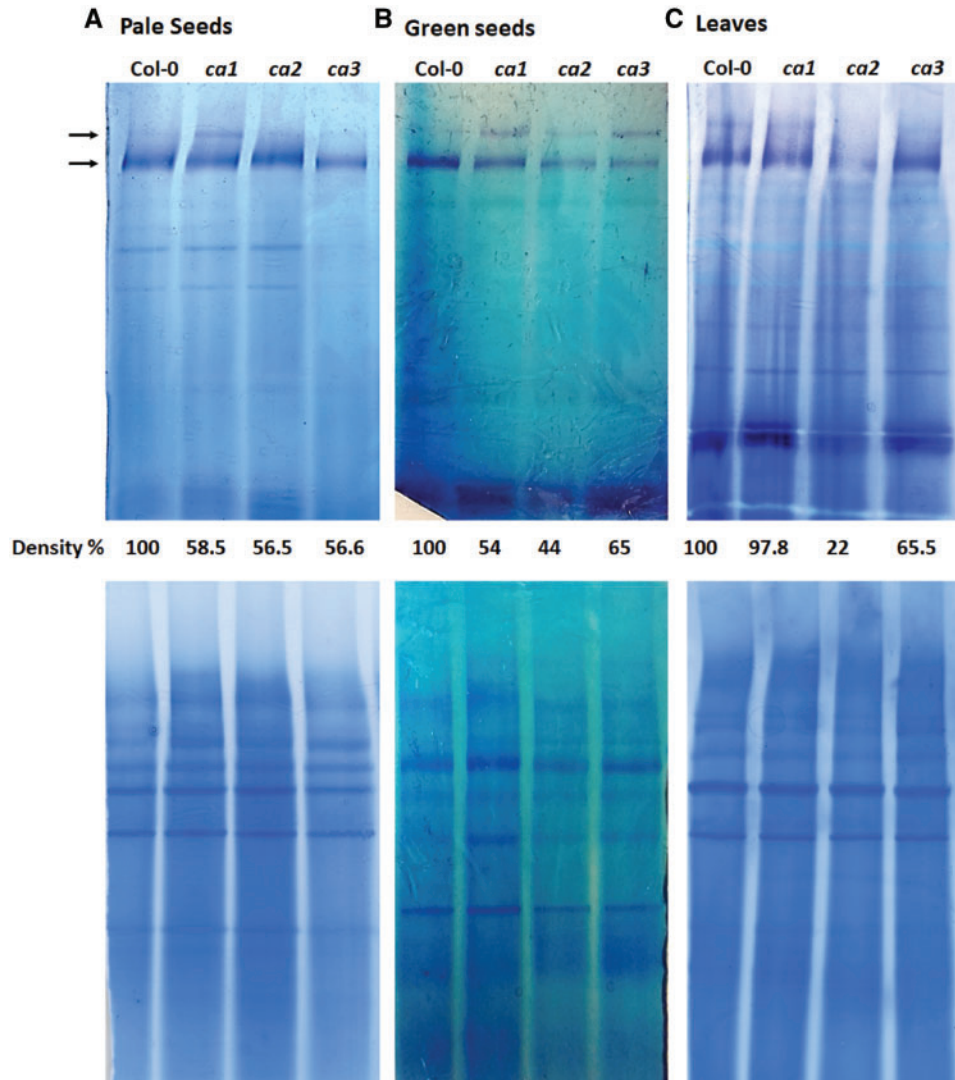 A Pale Seeds
B Green seeds
C Leaves
Col-0 ca1 ca2 ca3
Col-0 ca1 ca2 ca3
Col-0 ca1 ca2 ca3
Density % 100 58.5 56.5 56.6 100 54 44 65 100 97.8 22 65.5